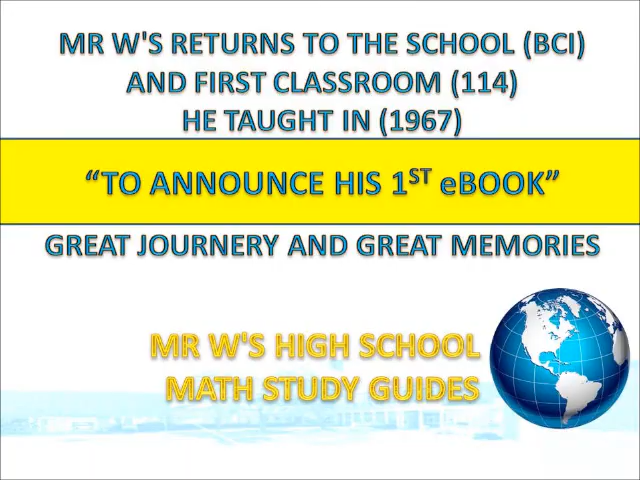 MR W'S RETURNS TO THE SCHOOL (BCI)
AND FIRST CLASSROOM (114)
HE TAUGHT IN (1967)
“TO ANNOUNCE HIS 1ST eBOOK”
GREAT JOURNERY AND GREAT MEMORIES
MR W'S HIGH SCHOOL
MATH STUDY GUIDES